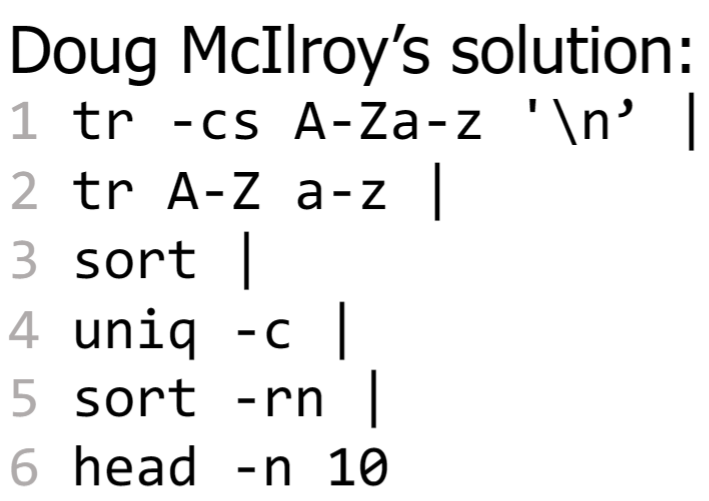 Doug McIlroy’s solution:
1 tr -cs A-Za-z '\n’ |
2 tr A-Z a-z |
3 sort |
4 uniq -c |
5 sort -rn |
6 head -n 10